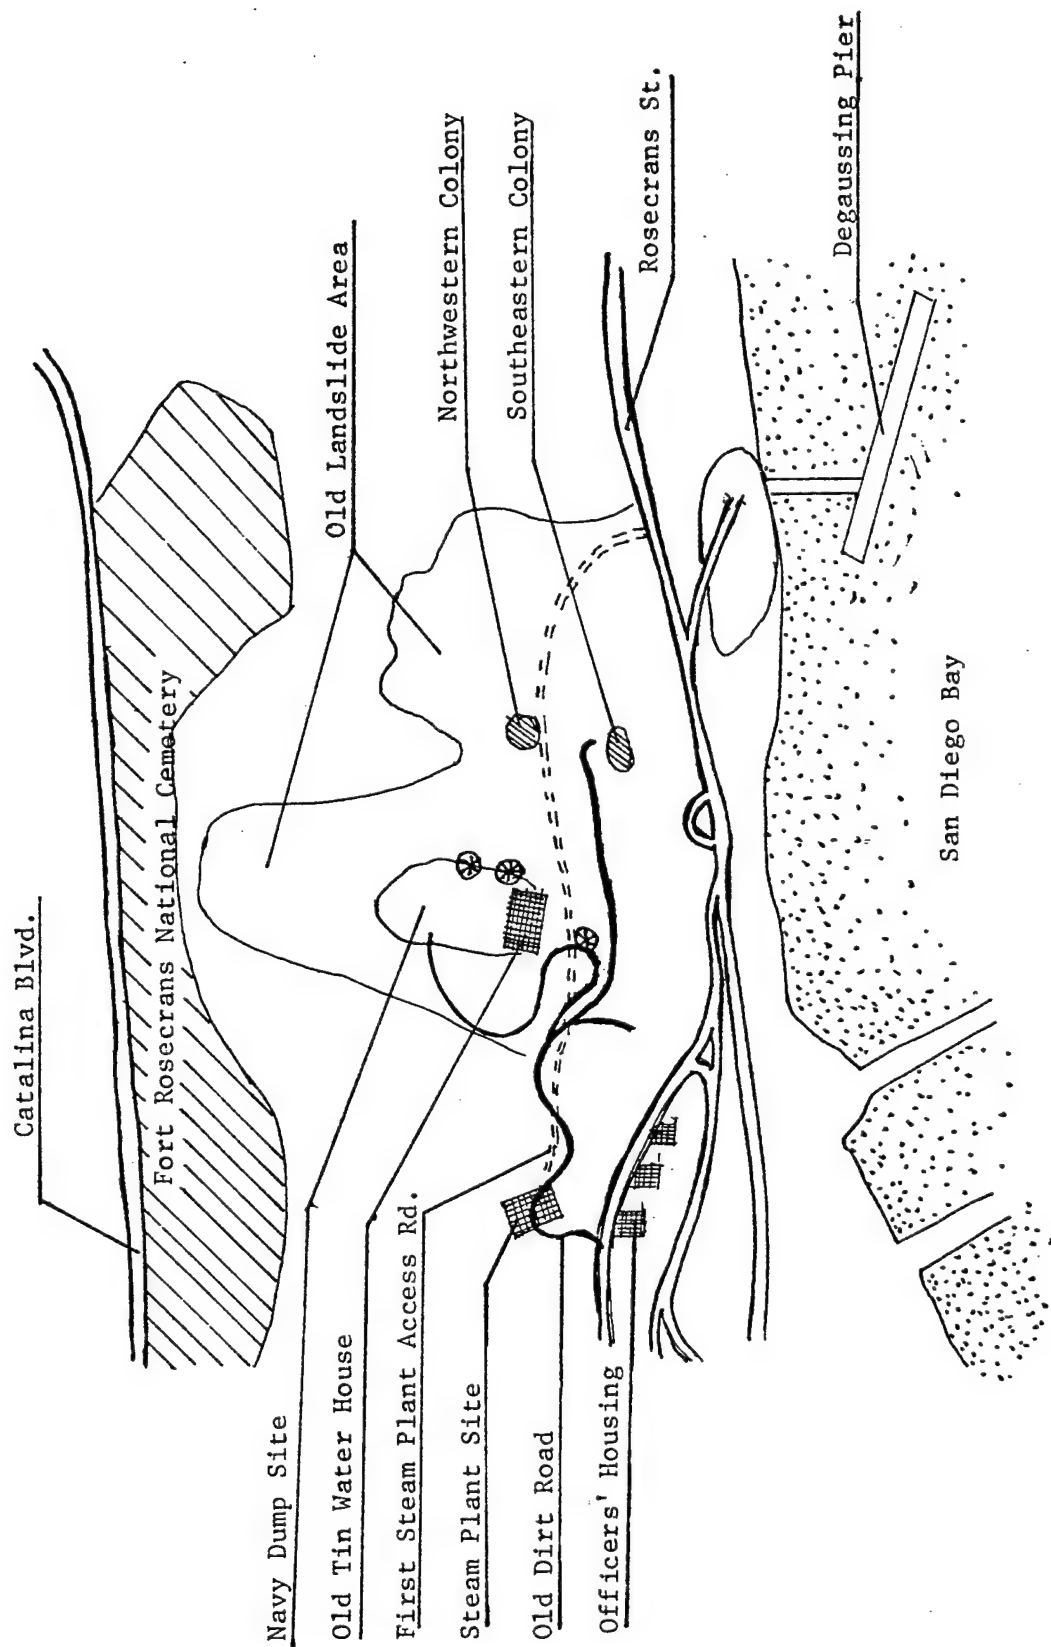 Catalina Blvd.
Fort Rosecrans National Cemetery
Old Landslide Area
Northwestern Colony
Southeastern Colony
Rosecrans St.
Degaussing Pier
San Diego Bay
Navy Dump Site
Old Tin Water House
First Steam Plant Access Rd.
Steam Plant Site
Old Dirt Road
Officers' Housing